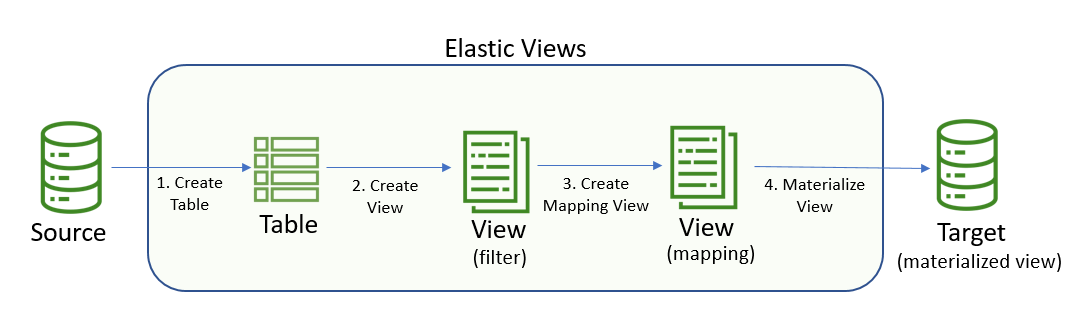 Elastic Views
Source
1. Create
Table
Table
2. Create
View
View
(filter)
3. Create
Mapping View
View
(mapping)
4. Materialize
View
Target
(materialized view)